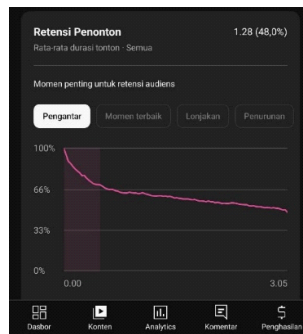 Retensi Penonton 1.28 (48,0%)
Rata-rata durasi tonton · Semua
Momen penting untuk retensi audiens
Pengantar Momen terbaik Lonjakan Penurunan
100%
66%
33%
0%
0.00 3.05
Dasbor Konten Analytics Komentar Penghasilan